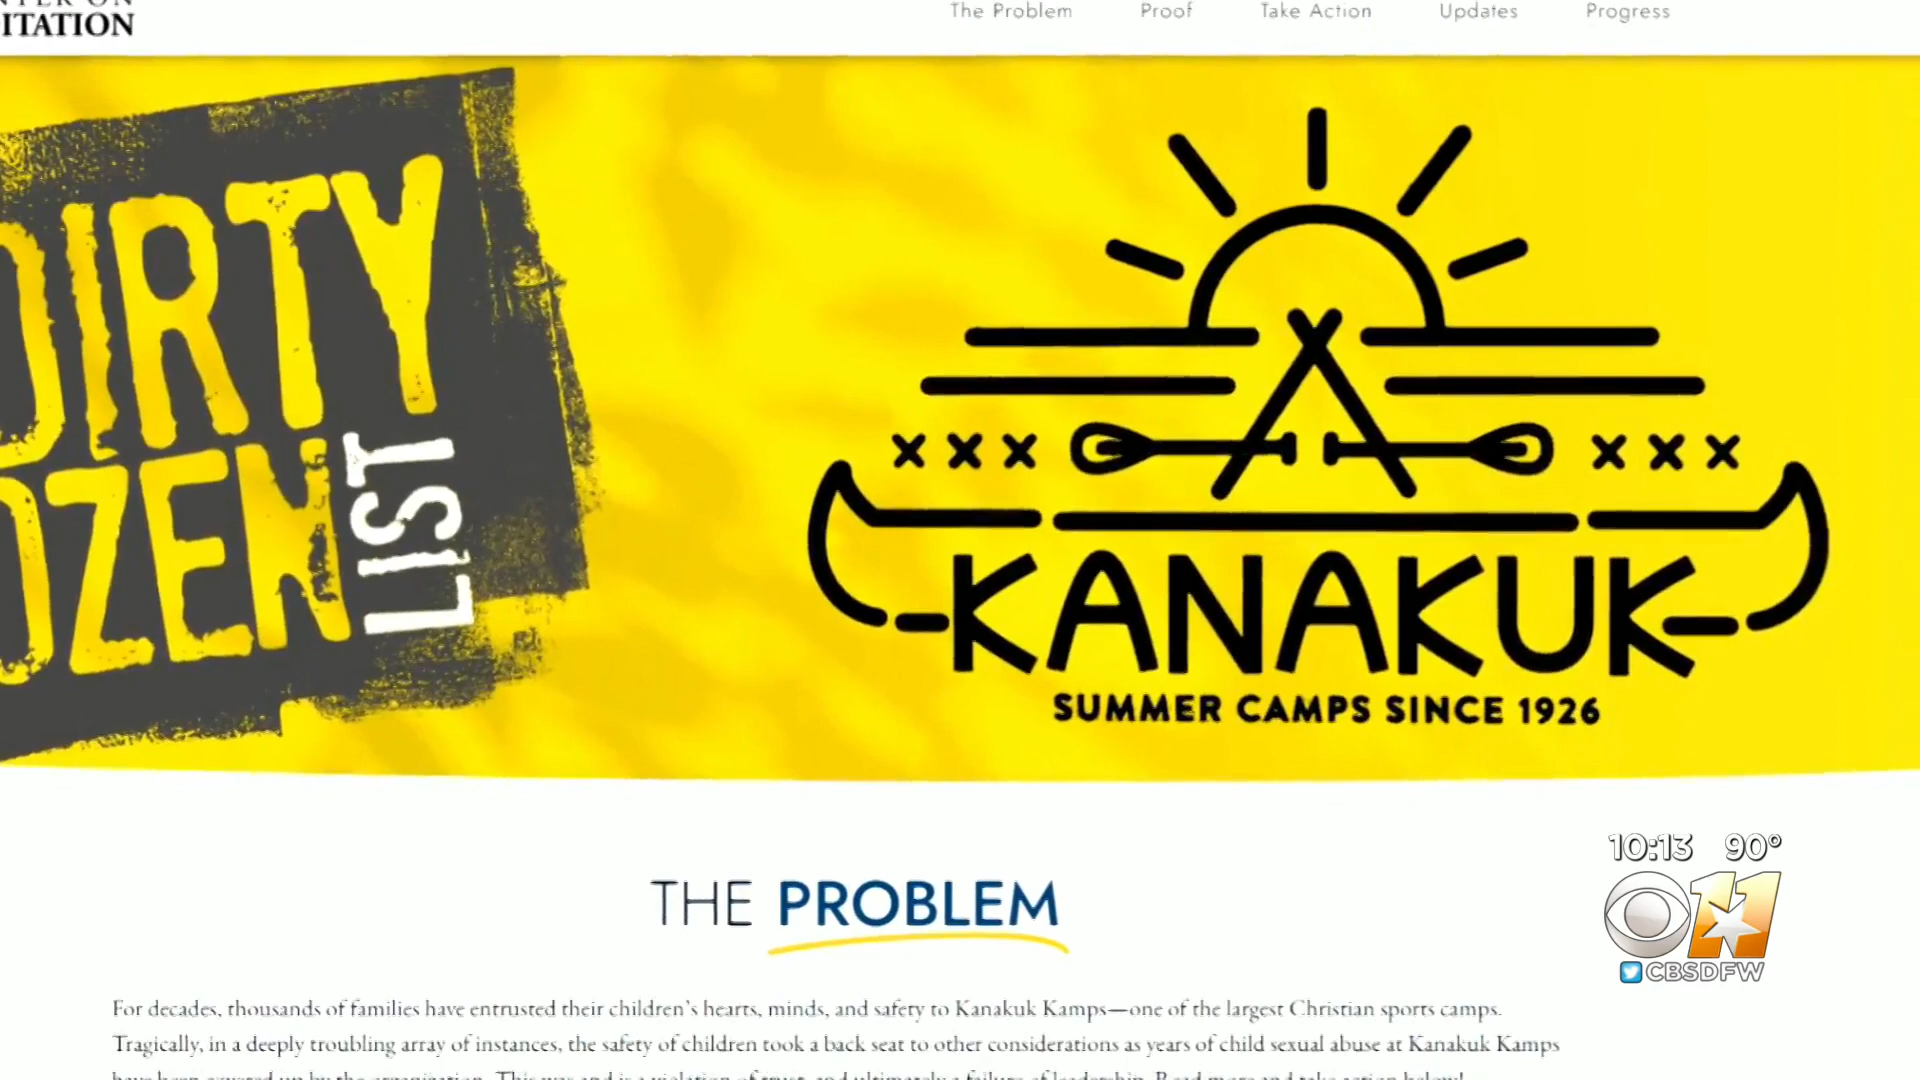 The Problem Proof Take Action Updates Progress
DIRTY
LIST
KANAKUK
SUMMER CAMPS SINCE 1926
10:13 90°
11
CBSDFW
THE PROBLEM
For decades, thousands of families have entrusted their children's hearts, minds, and safety to Kanakuk Kamps—one of the largest Christian sports camps.
Tragically, in a deeply troubling array of instances, the safety of children took a back seat to other considerations as years of child sexual abuse at Kanakuk Kamps